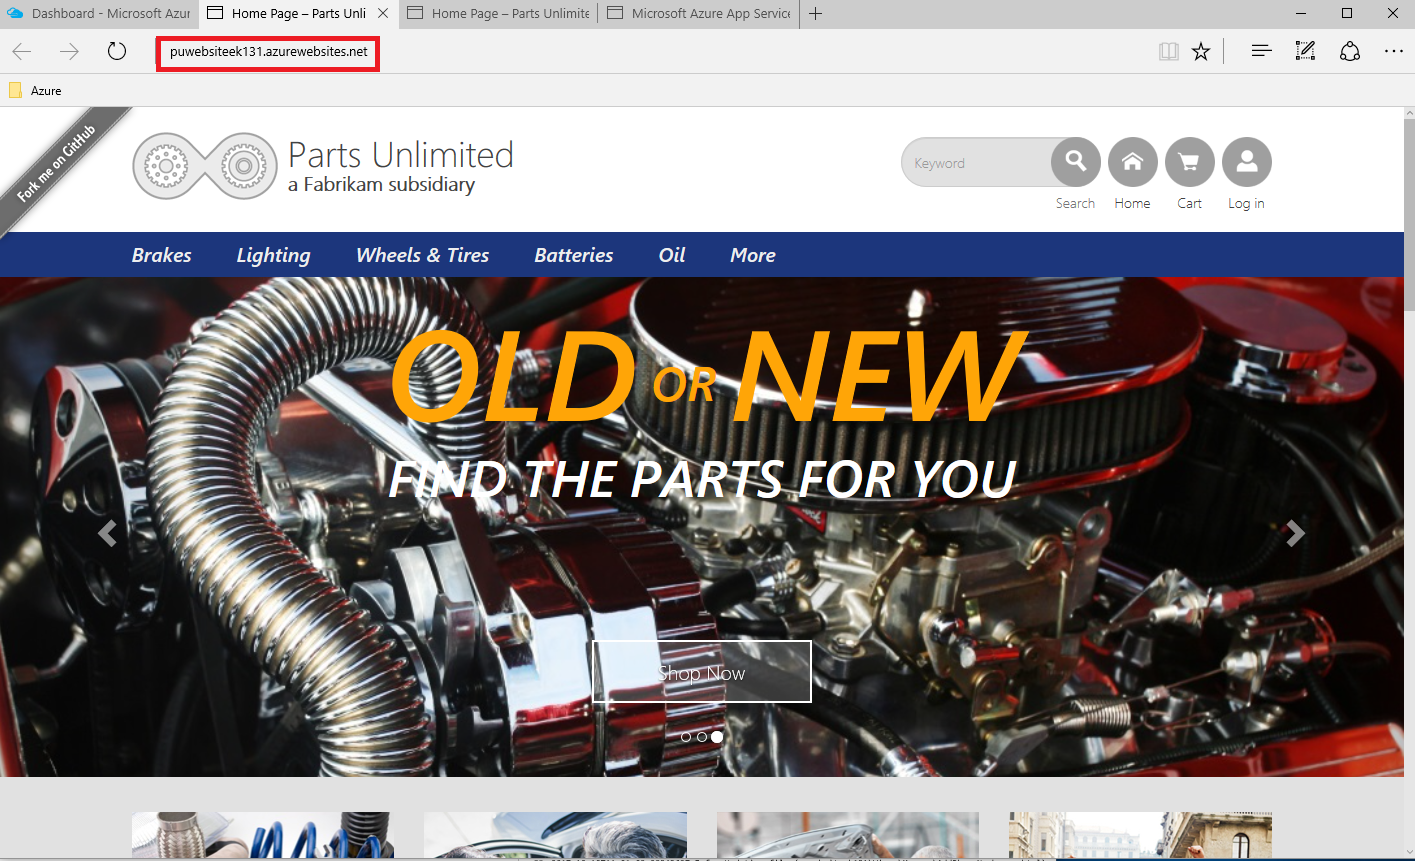 Dashboard - Microsoft Azur
Home Page – Parts Unli
Home Page – Parts Unlimite
Microsoft Azure App Service
puwebsiteek131.azurewebsites.net
Azure
Fork me on GitHub
Parts Unlimited
a Fabrikam subsidiary
Keyword
Search
Home
Cart
Log in
Brakes Lighting Wheels & Tires Batteries Oil More
OLD OR NEW
FIND THE PARTS FOR YOU
Shop Now